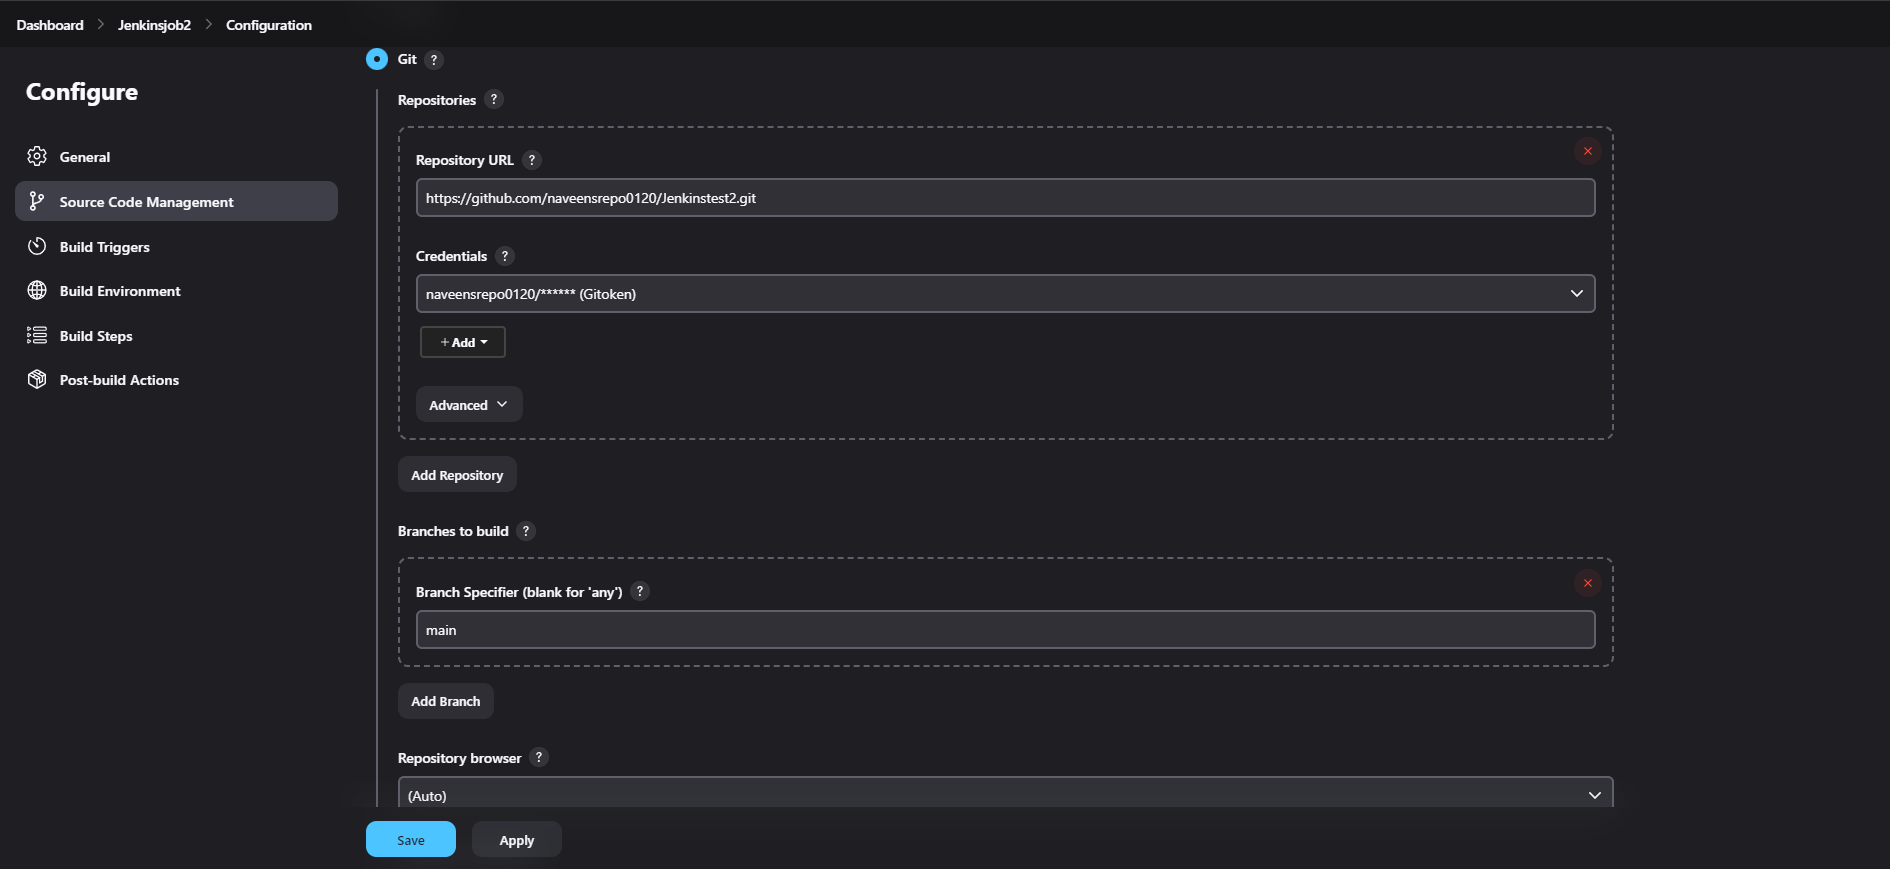 Dashboard > Jenkinsjob2 > Configuration
Configure
General
Source Code Management
Build Triggers
Build Environment
Build Steps
Post-build Actions
Git ?
Repositories ?
Repository URL ?
https://github.com/naveensrepo0120/Jenkinstest2.git
Credentials ?
naveensrepo0120/****** (Gitoken)
+ Add
Advanced
Add Repository
Branches to build ?
Branch Specifier (blank for 'any') ?
main
Add Branch
Repository browser ?
(Auto)
Save Apply